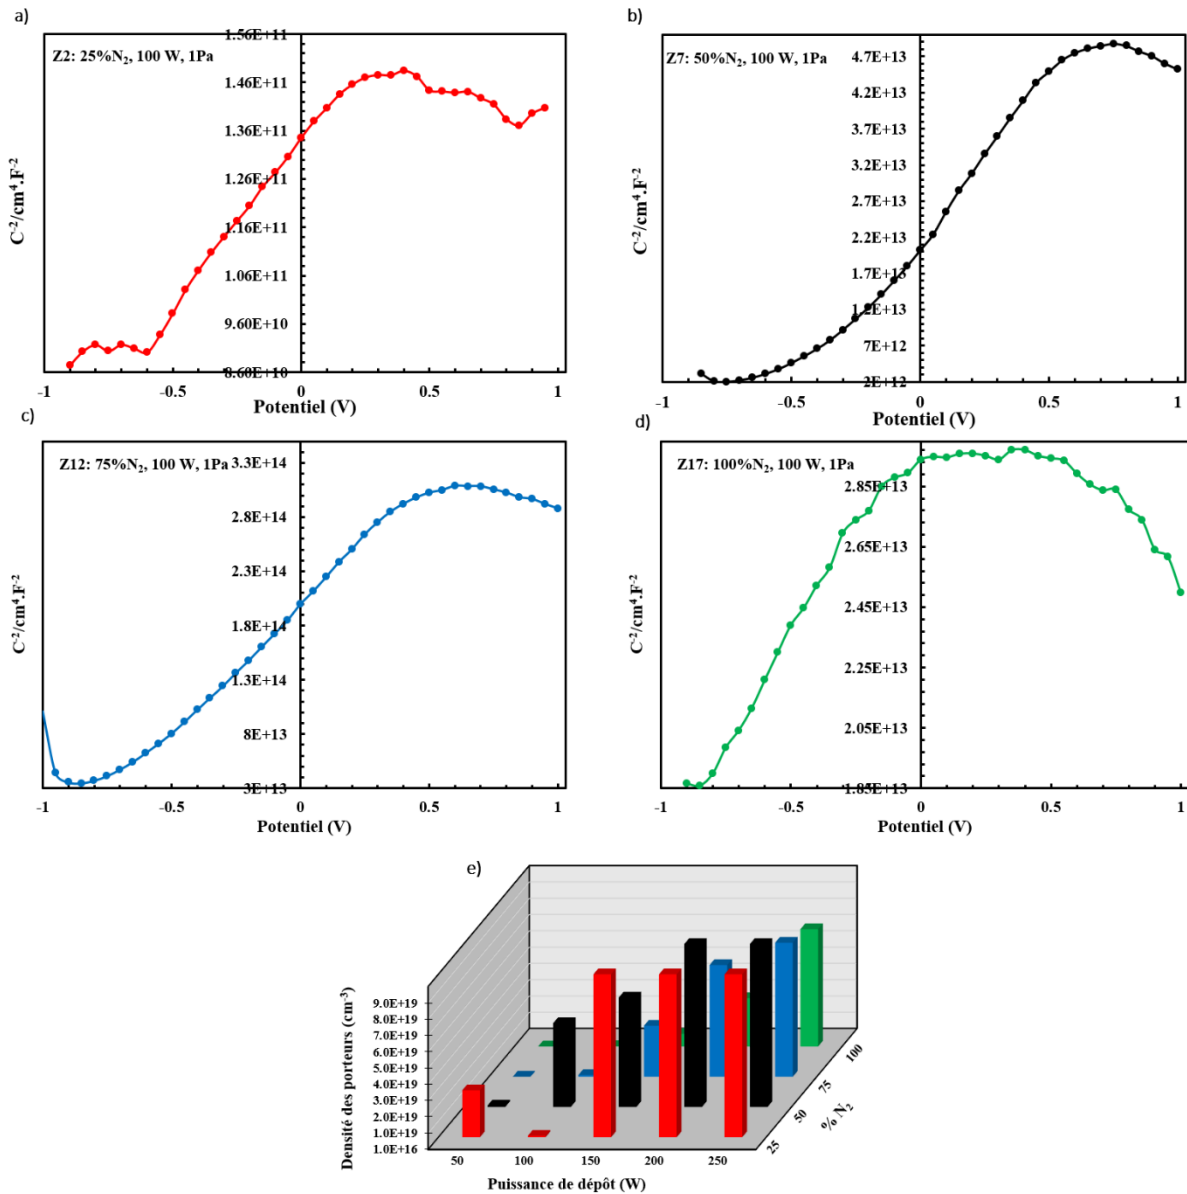 a)
Z2: 25%N₂, 100 W, 1Pa
1.56E+11
1.46E+11
1.36E+11
1.26E+11
1.16E+11
1.06E+11
9.60E+10
8.60E+10
C⁻²/cm⁴.F⁻²
-1 -0.5 0 0.5 1
Potentiel (V)
b)
Z7: 50%N₂, 100 W, 1Pa
4.7E+13
4.2E+13
3.7E+13
3.2E+13
2.7E+13
2.2E+13
1.7E+13
1.2E+13
7E+12
2E+12
C⁻²/cm⁴.F⁻²
-1 -0.5 0 0.5 1
Potentiel (V)
c)
Z12: 75%N₂, 100 W, 1Pa
3.3E+14
2.8E+14
2.3E+14
1.8E+14
1.3E+14
8E+13
3E+13
C⁻²/cm⁴.F⁻²
-1 -0.5 0 0.5 1
Potentiel (V)
d)
Z17: 100%N₂, 100 W, 1Pa
2.85E+13
2.65E+13
2.45E+13
2.25E+13
2.05E+13
1.85E+13
C⁻²/cm⁴.F⁻²
-1 -0.5 0 0.5 1
Potentiel (V)
e)
Densité des porteurs (cm⁻³)
9.0E+19
8.0E+19
7.0E+19
6.0E+19
5.0E+19
4.0E+19
3.0E+19
2.0E+19
1.0E+19
1.0E+16
50 100 150 200 250
Puissance de dépôt (W)
25 50 75 100
% N₂